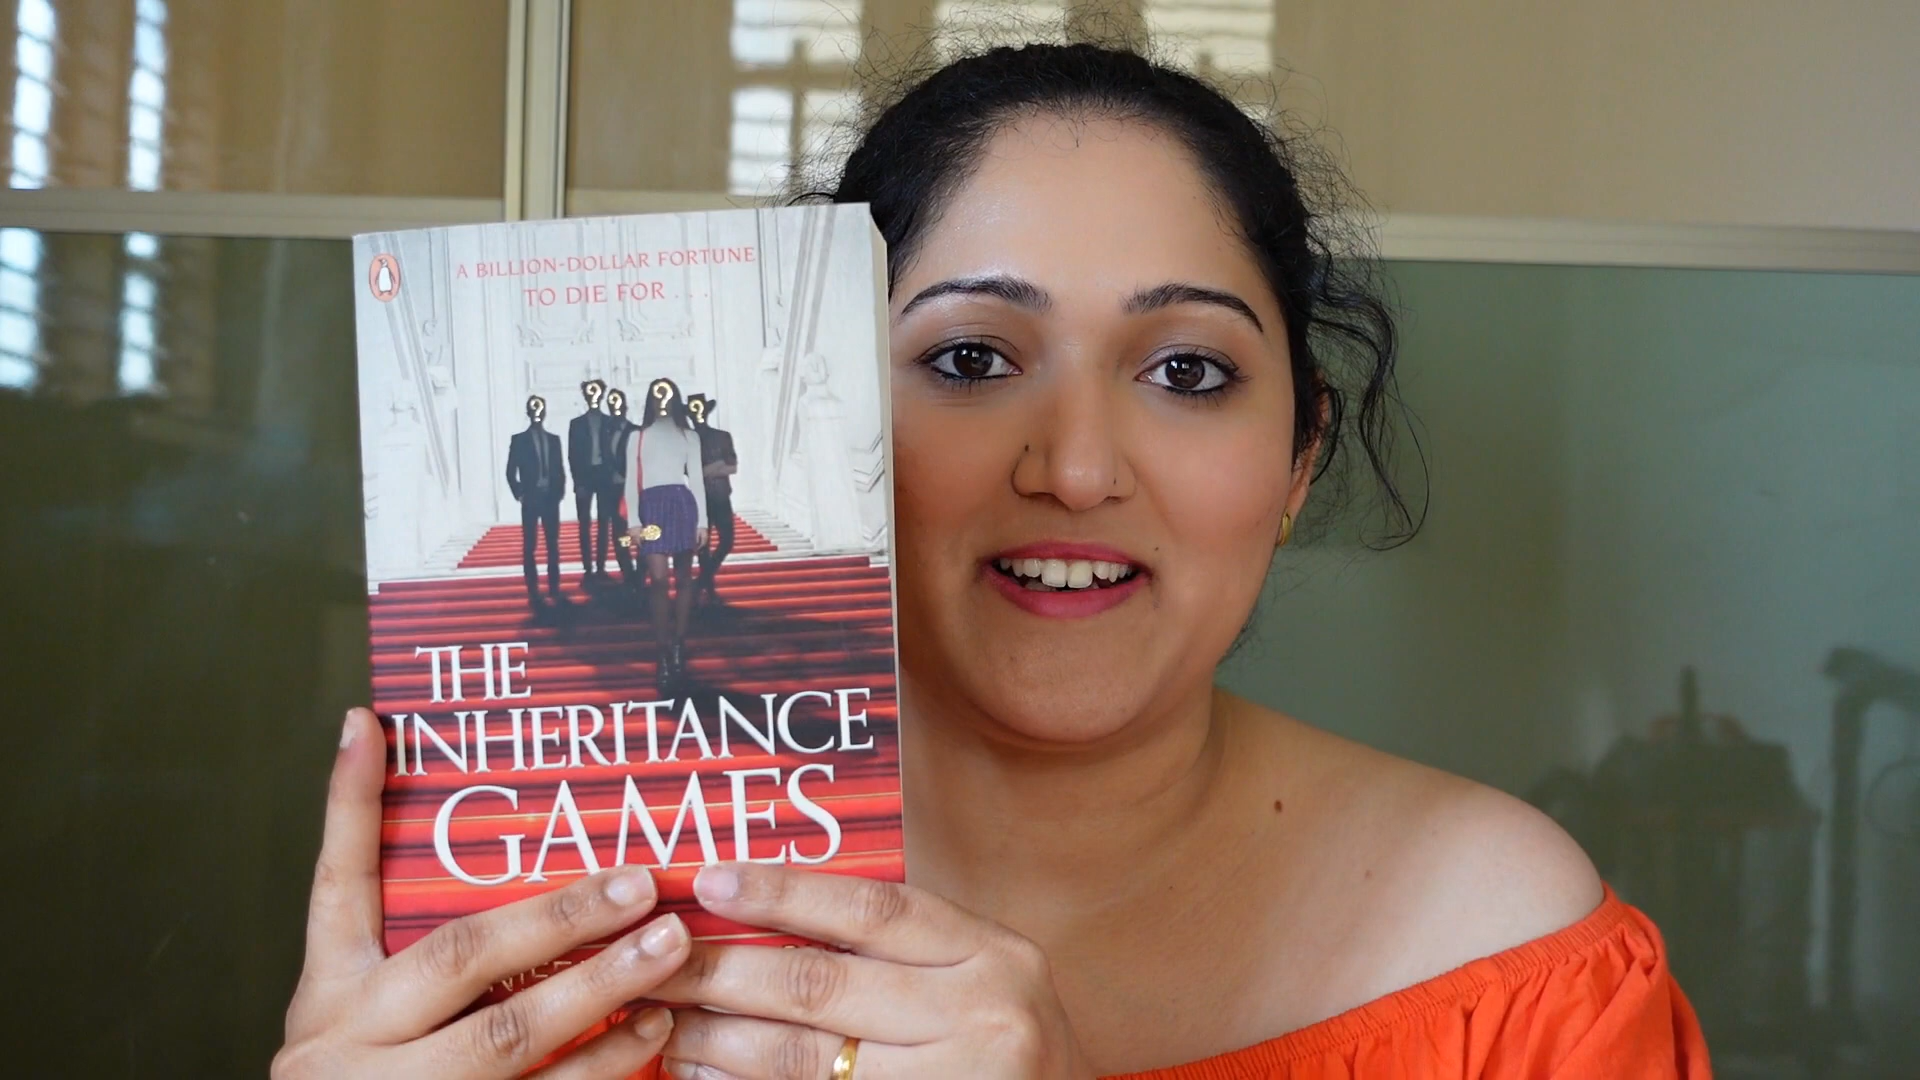 A BILLION-DOLLAR FORTUNE
TO DIE FOR . . .
? ? ? ? ?
THE
INHERITANCE
GAMES